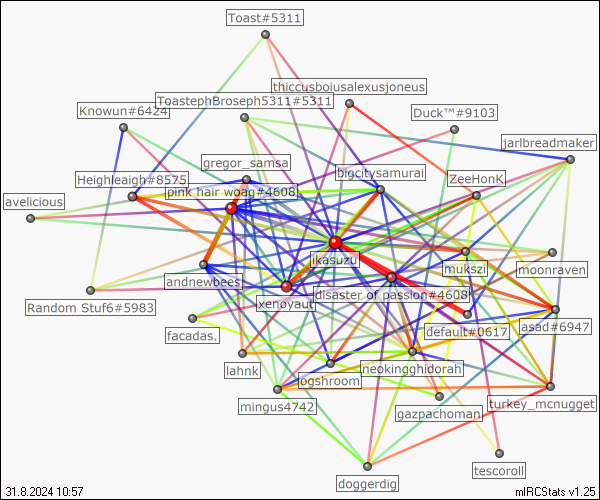 Toast#5311
thiccusboiusalexusjoneus
ToastephBroseph5311#5311
Knowun#6424
Duck™#9103
jarlbreadmaker
gregor_samsa
bigcitysamurai
Heighleagh#8575
ZeeHonK
pink hair woag#4608
avelicious
ikasuzu
mukszi
moonraven
andnewbees
xenoyaut
disaster of passion#4608
Random Stuf6#5983
facadas.
default#0617
asad#6947
lahnk
neokingghidorah
ogshroom
mingus4742
gazpachoman
turkey_mcnugget
tescoroll
doggerdig
31.8.2024 10:57
mIRCStats v1.25